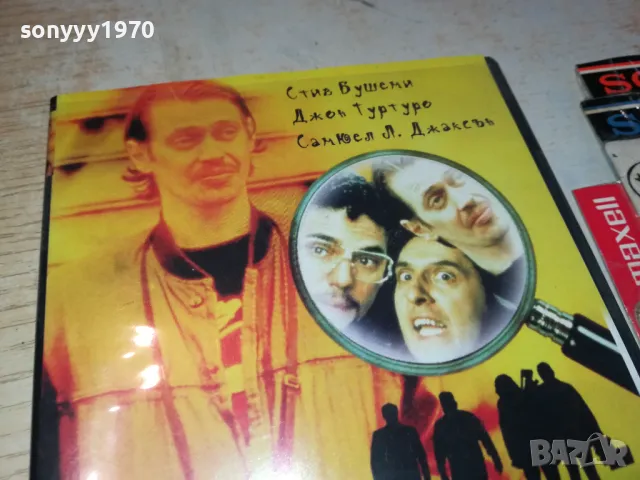 sonyyy1970
Стив Бушеми
Джон Туртуро
Самюел Л. Джаксън
maxell
BAZAR